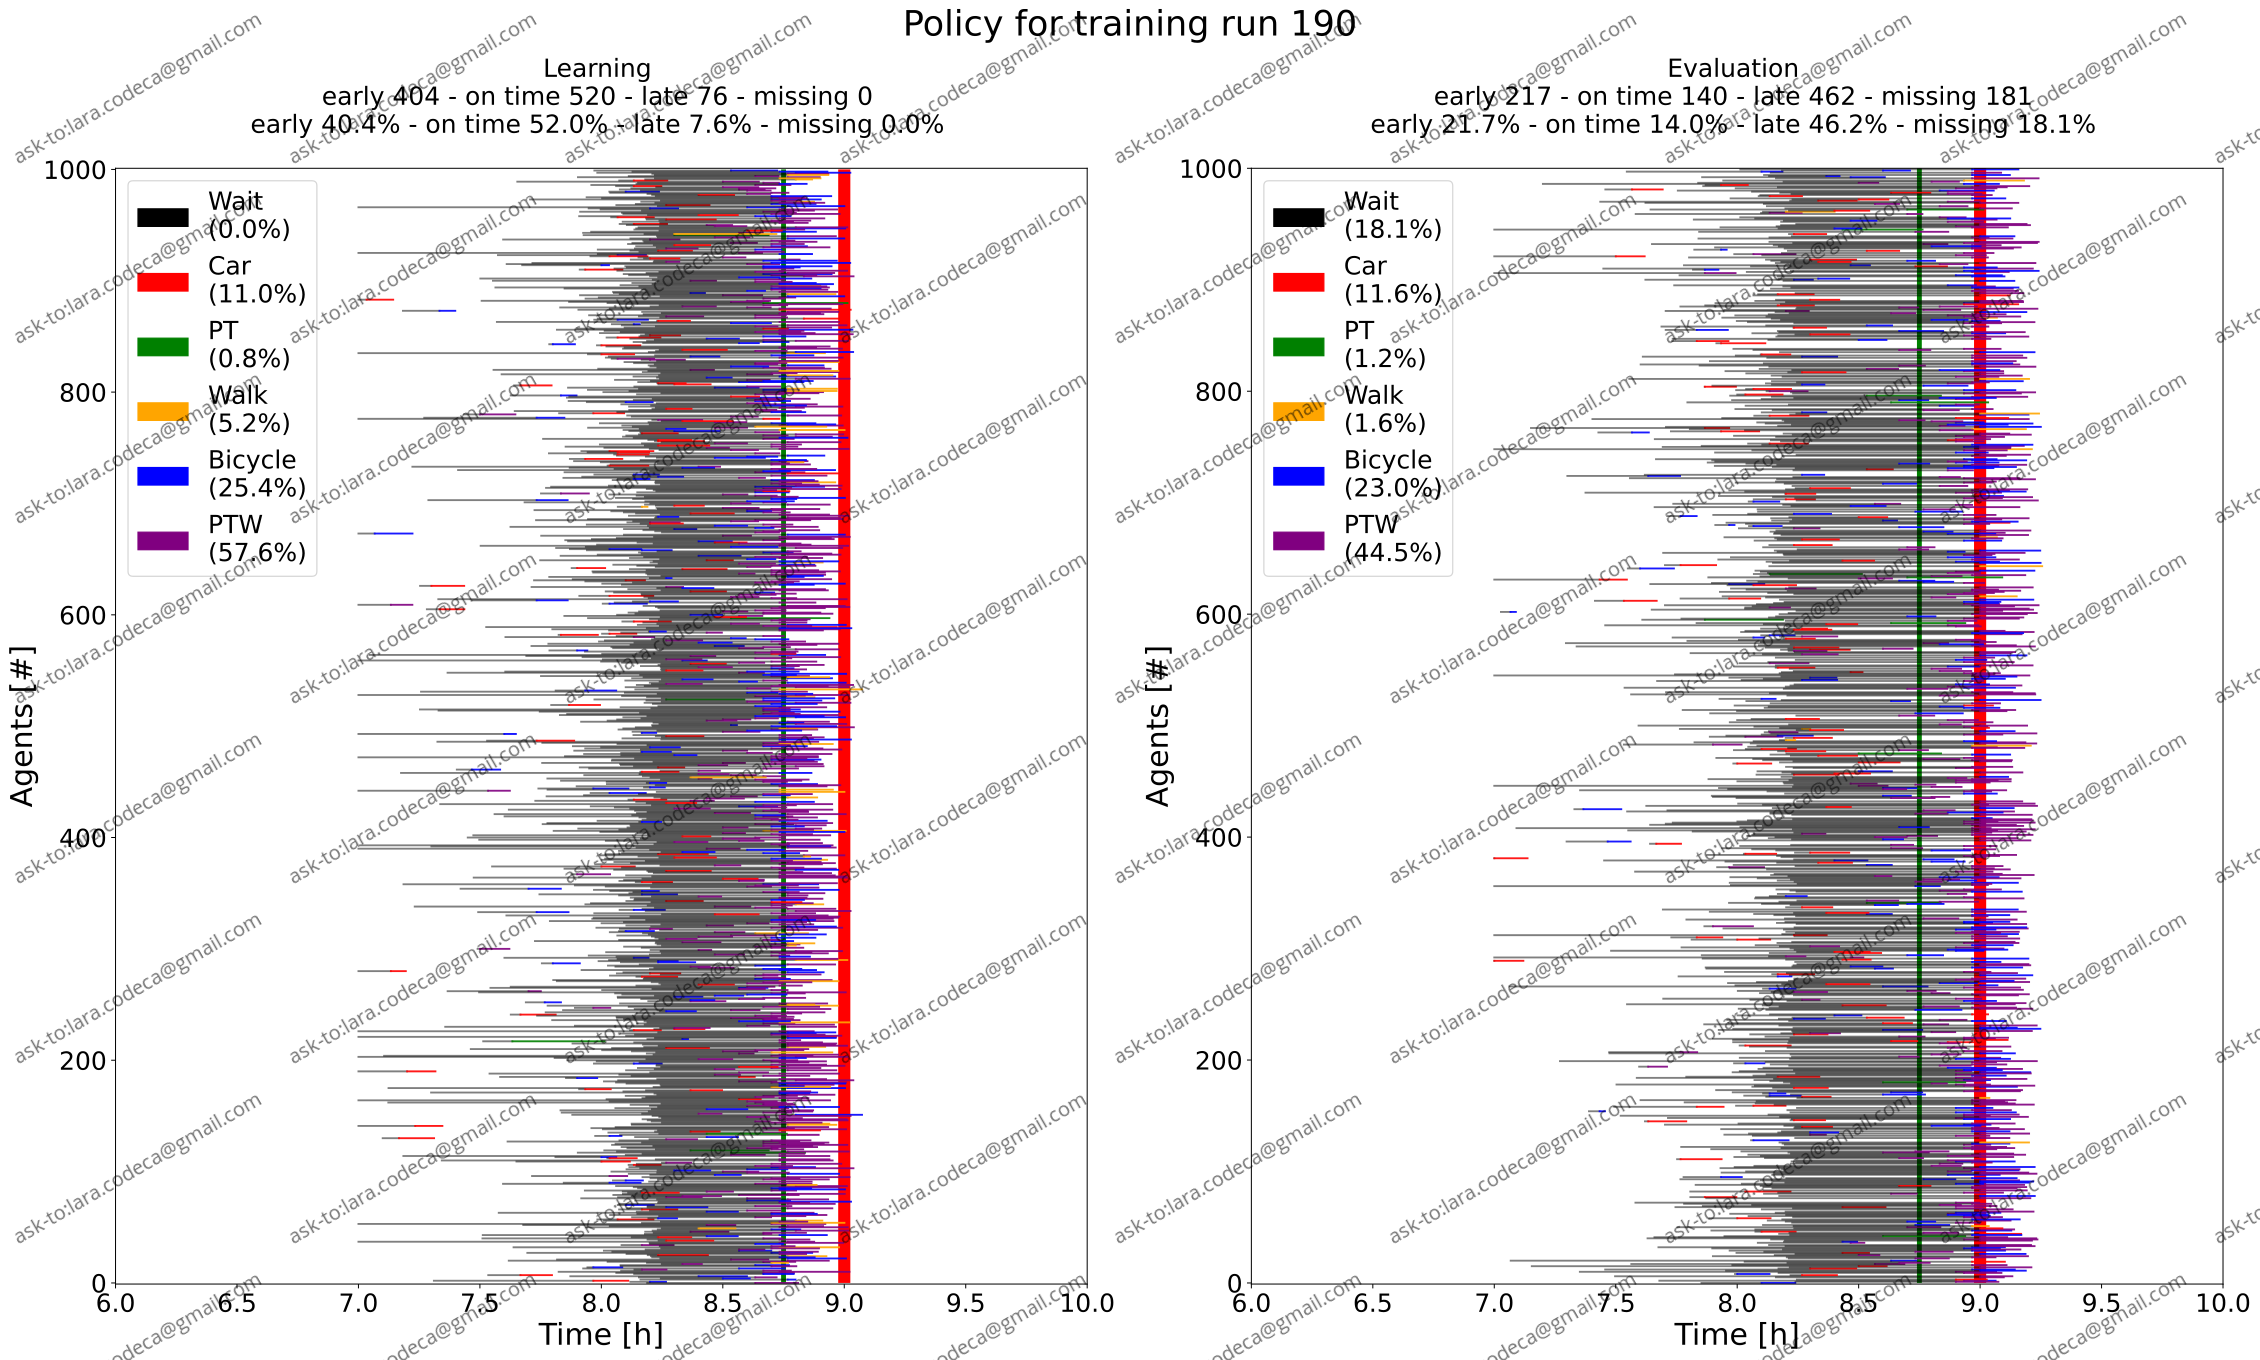 Policy for training run 190
Learning
early 404 - on time 520 - late 76 - missing 0
early 40.4% - on time 52.0% - late 7.6% - missing 0.0%
Evaluation
early 217 - on time 140 - late 462 - missing 181
early 21.7% - on time 14.0% - late 46.2% - missing 18.1%
Agents [#]
1000
800
600
400
200
0
Wait
(0.0%)
Car
(11.0%)
PT
(0.8%)
Walk
(5.2%)
Bicycle
(25.4%)
PTW
(57.6%)
6.0 6.5 7.0 7.5 8.0 8.5 9.0 9.5 10.0
Time [h]
Agents [#]
1000
800
600
400
200
0
Wait
(18.1%)
Car
(11.6%)
PT
(1.2%)
Walk
(1.6%)
Bicycle
(23.0%)
PTW
(44.5%)
6.0 6.5 7.0 7.5 8.0 8.5 9.0 9.5 10.0
Time [h]
ask-to:lara.codeca@gmail.com